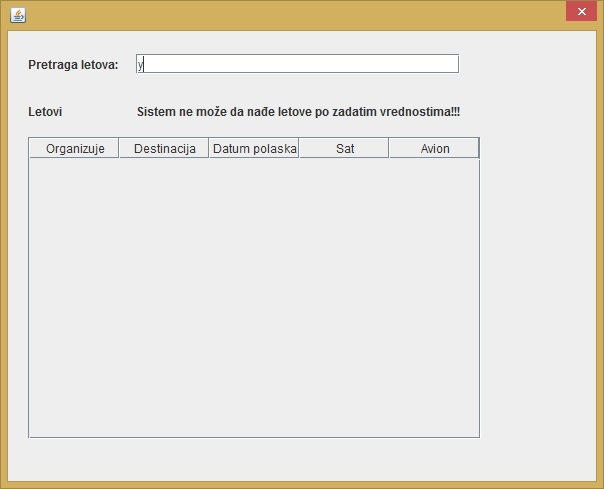 Pretraga letova: y
Letovi Sistem ne može da nađe letove po zadatim vrednostima!!!
Organizuje Destinacija Datum polaska Sat Avion